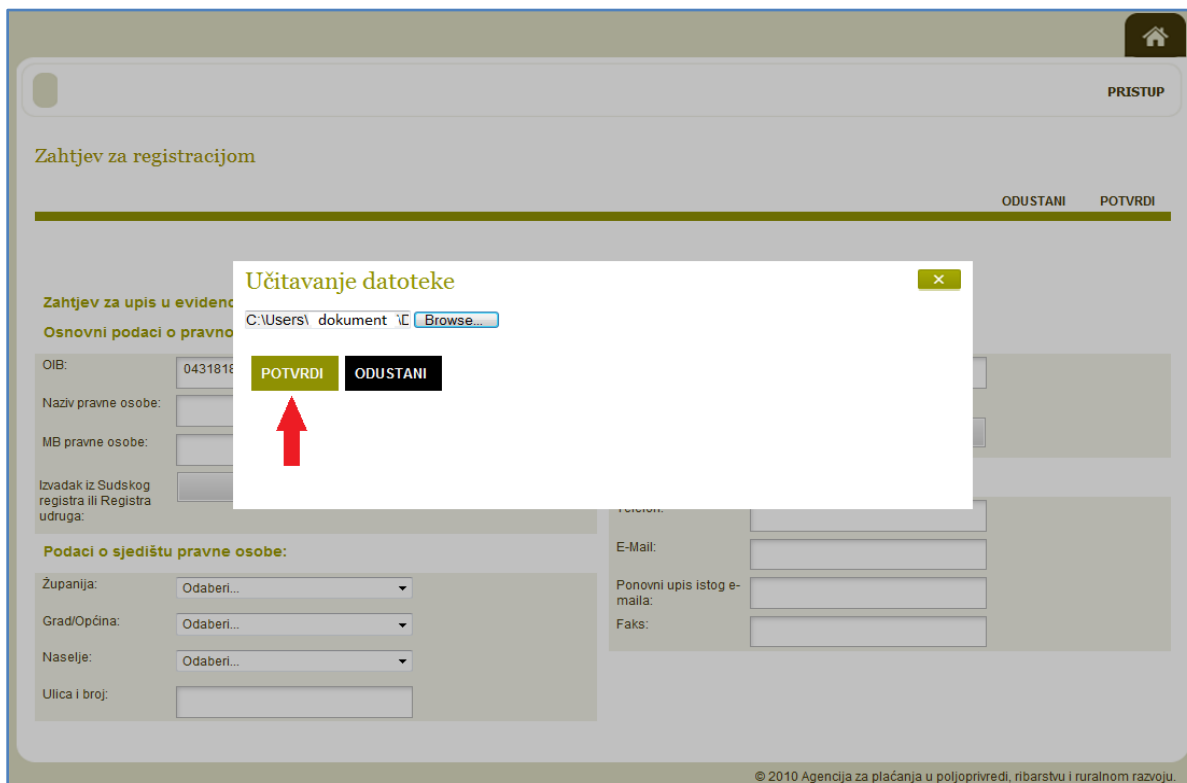 PRISTUP
Zahtjev za registracijom
ODUSTANI POTVRDI
Učitavanje datoteke
C:\Users\ dokument \D Browse...
POTVRDI ODUSTANI
Zahtjev za upis u evidenc
Osnovni podaci o pravno
OIB: 0431818
Naziv pravne osobe:
MB pravne osobe:
Izvadak iz Sudskog
registra ili Registra
udruga:
Podaci o sjedištu pravne osobe:
Županija: Odaberi...
Grad/Općina: Odaberi...
Naselje: Odaberi...
Ulica i broj:
Telefon:
E-Mail:
Ponovni upis istog e-
maila:
Faks:
© 2010 Agencija za plaćanja u poljoprivredi, ribarstvu i ruralnom razvoju.